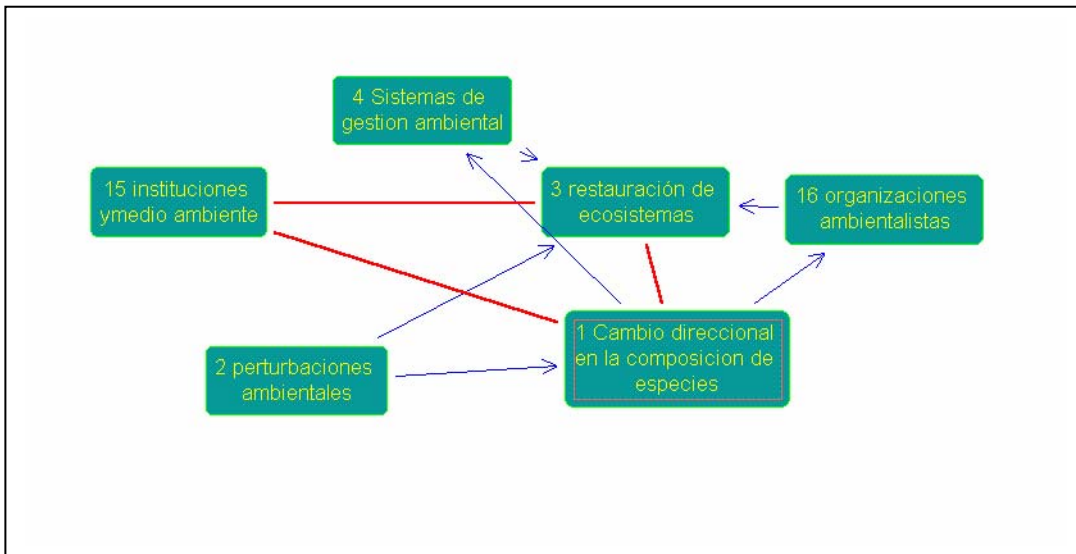 4 Sistemas de
gestion ambiental
15 instituciones
ymedio ambiente
3 restauración de
ecosistemas
16 organizaciones
ambientalistas
1 Cambio direccional
en la composicion de
especies
2 perturbaciones
ambientales